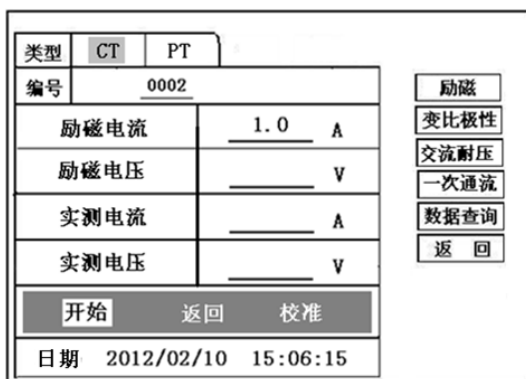 类型 CT PT
编号 0002
励磁电流 1.0 A
励磁电压 V
实测电流 A
实测电压 V
开始 返回 校准
日期 2012/02/10 15:06:15
励磁
变比极性
交流耐压
一次通流
数据查询
返 回